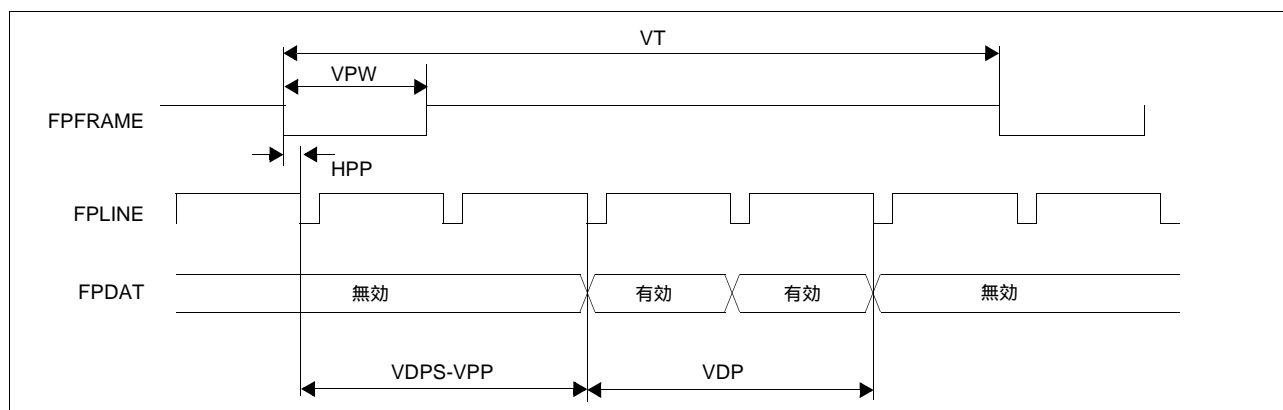 VT
VPW
FPFRAME
HPP
FPLINE
FPDAT 無効 有効 有効 無効
VDPS-VPP VDP